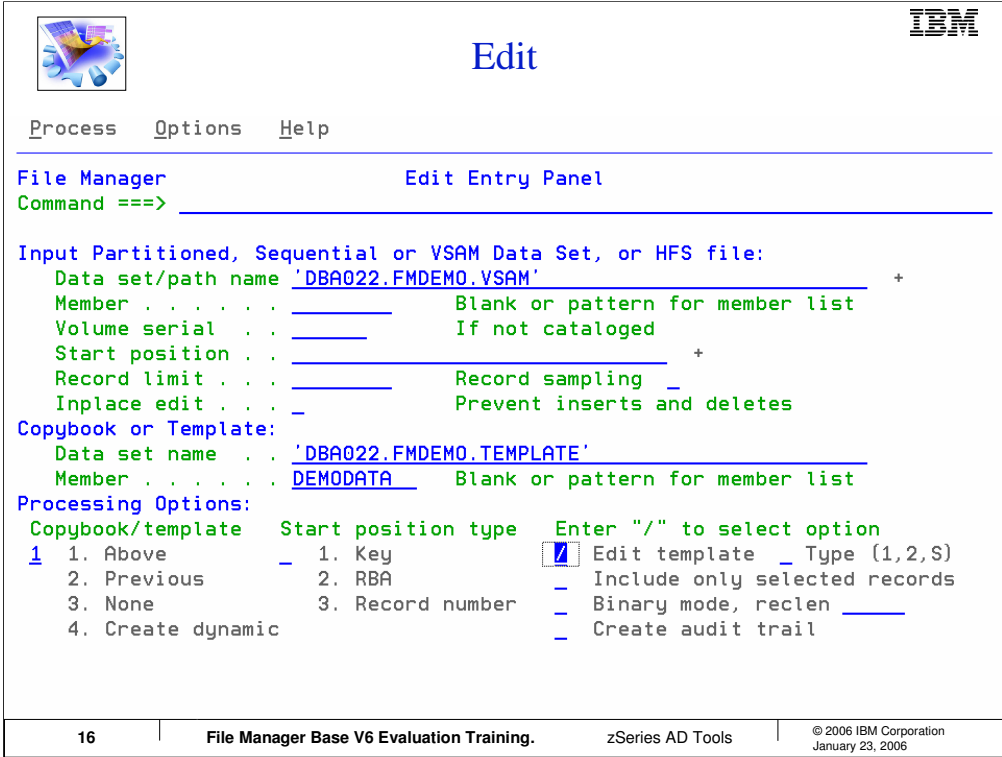 IBM
Edit
Process Options Help
File Manager Edit Entry Panel
Command ===>
Input Partitioned, Sequential or VSAM Data Set, or HFS file:
Data set/path name 'DBA022.FMDEMO.VSAM' +
Member . . . . . . Blank or pattern for member list
Volume serial . . If not cataloged
Start position . . +
Record limit . . . Record sampling _
Inplace edit . . . _ Prevent inserts and deletes
Copybook or Template:
Data set name . . 'DBA022.FMDEMO.TEMPLATE'
Member . . . . . . DEMODATA Blank or pattern for member list
Processing Options:
Copybook/template Start position type Enter "/" to select option
1 1. Above _ 1. Key / Edit template _ Type (1,2,S)
2. Previous 2. RBA _ Include only selected records
3. None 3. Record number _ Binary mode, reclen _____
4. Create dynamic _ Create audit trail
16 File Manager Base V6 Evaluation Training. zSeries AD Tools © 2006 IBM Corporation
January 23, 2006